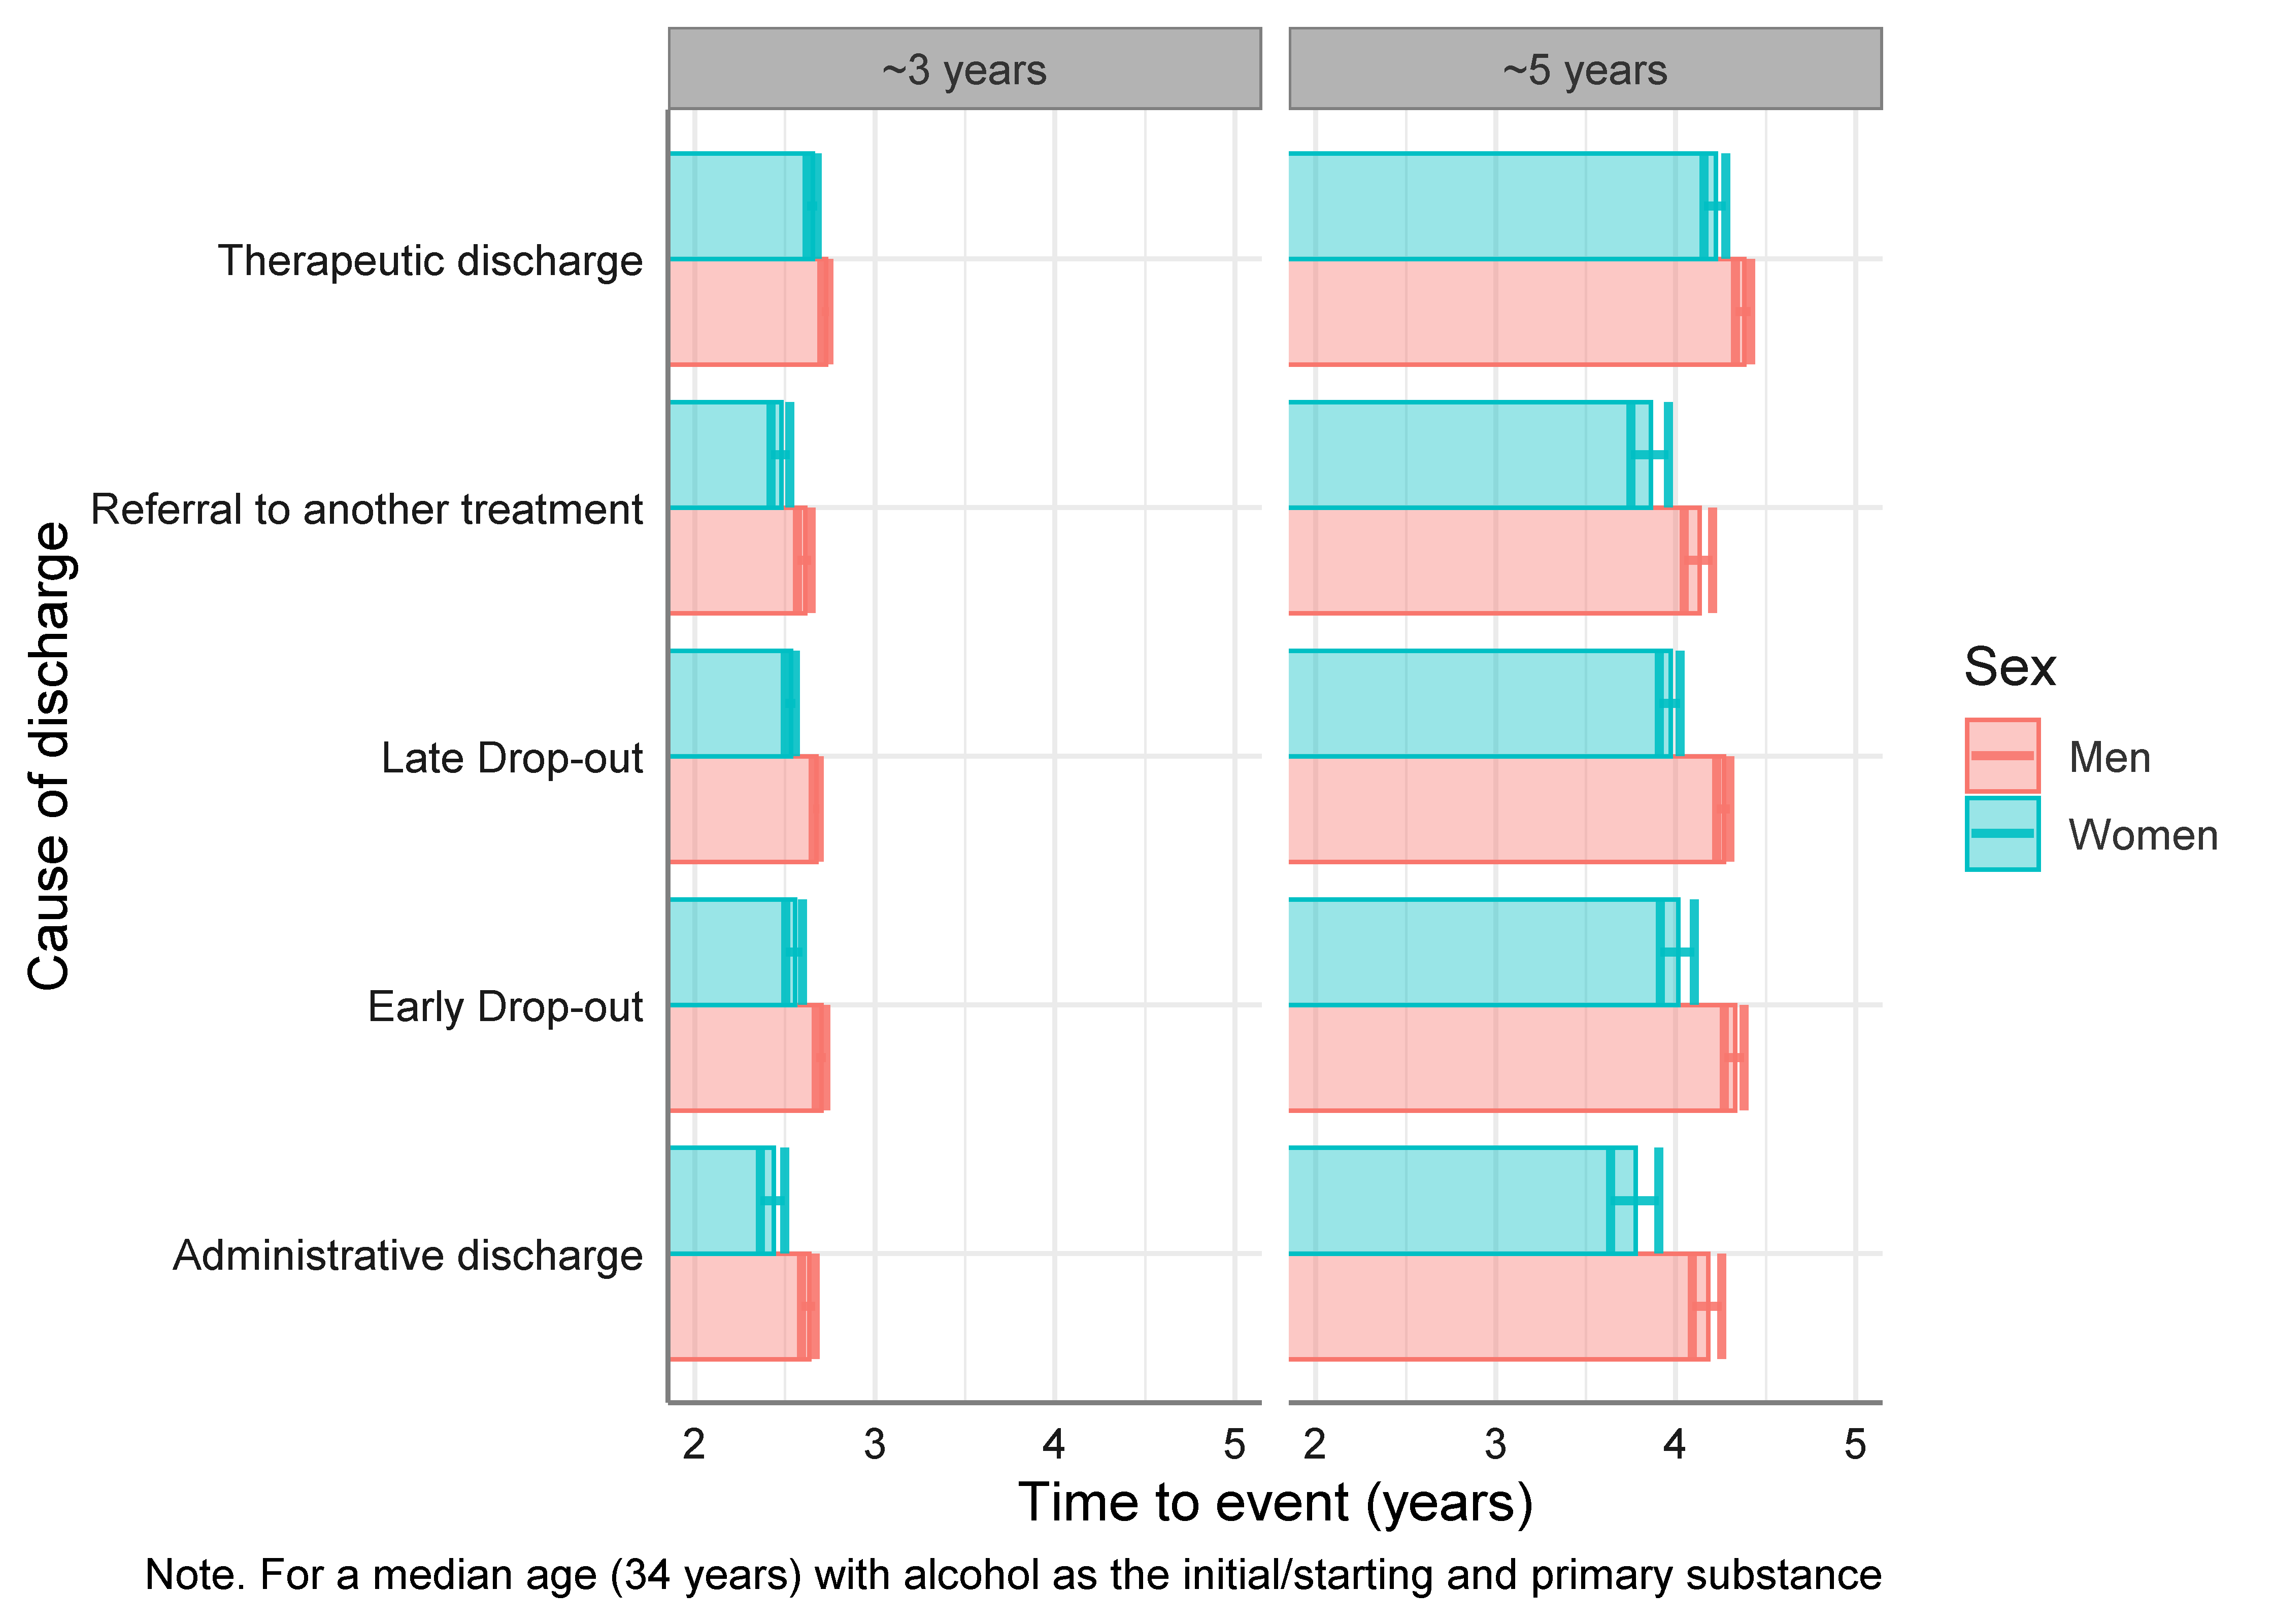 ~3 years
~5 years
Cause of discharge
Therapeutic discharge
Referral to another treatment
Late Drop-out
Early Drop-out
Administrative discharge
2 3 4 5
2 3 4 5
Time to event (years)
Sex
Men
Women
Note. For a median age (34 years) with alcohol as the initial/starting and primary substance